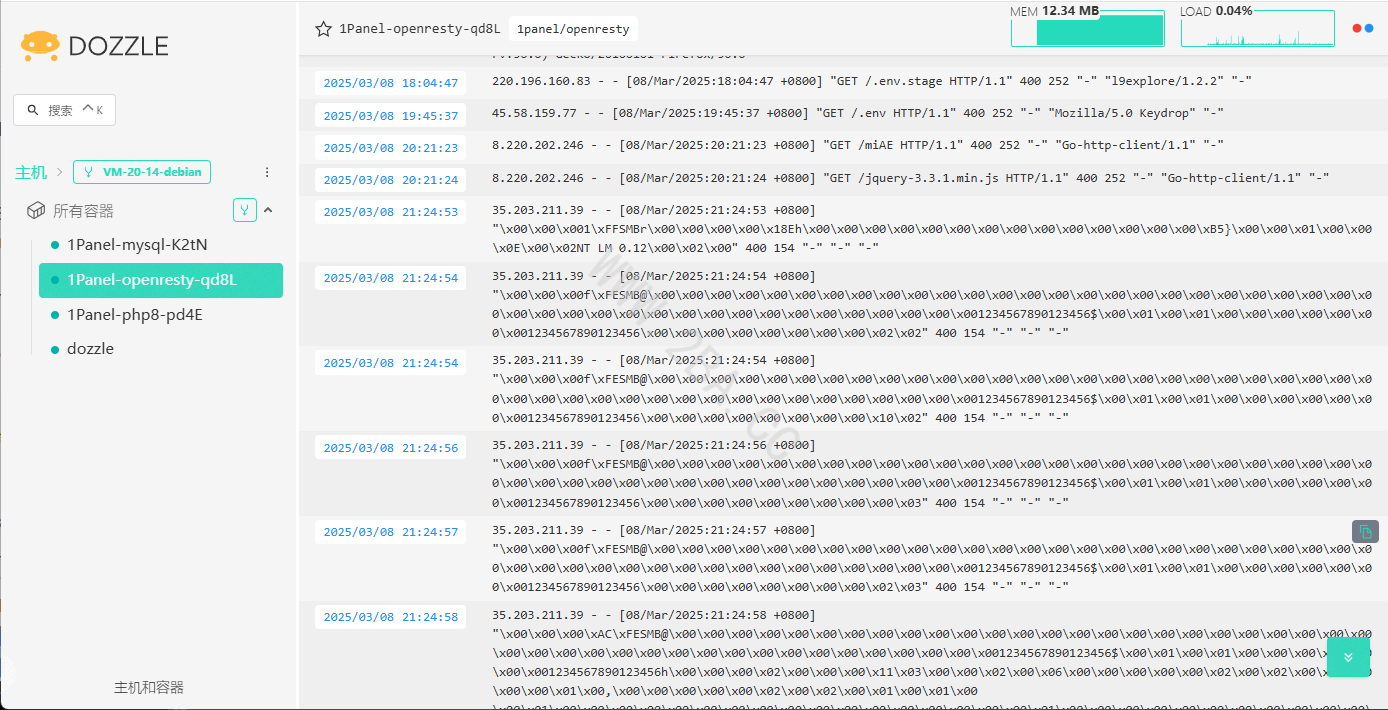 DOZZLE
搜索 ^ K
主机
VM-20-14-debian
所有容器
1Panel-mysql-K2tN
1Panel-openresty-qd8L
1Panel-php8-pd4E
dozzle
主机和容器
1Panel-openresty-qd8L 1panel/openresty
MEM 12.34 MB
LOAD 0.04%
2025/03/08 18:04:47 220.196.160.83 - - [08/Mar/2025:18:04:47 +0800] "GET /.env.stage HTTP/1.1" 400 252 "-" "l9explore/1.2.2" "-"
2025/03/08 19:45:37 45.58.159.77 - - [08/Mar/2025:19:45:37 +0800] "GET /.env HTTP/1.1" 400 252 "-" "Mozilla/5.0 Keydrop" "-"
2025/03/08 20:21:23 8.220.202.246 - - [08/Mar/2025:20:21:23 +0800] "GET /miAE HTTP/1.1" 400 252 "-" "Go-http-client/1.1" "-"
2025/03/08 20:21:24 8.220.202.246 - - [08/Mar/2025:20:21:24 +0800] "GET /jquery-3.3.1.min.js HTTP/1.1" 400 252 "-" "Go-http-client/1.1" "-"
2025/03/08 21:24:53 35.203.211.39 - - [08/Mar/2025:21:24:53 +0800]
"\x00\x00\x001\xFFSMBr\x00\x00\x00\x00\x18Eh\x00\x00\x00\x00\x00\x00\x00\x00\x00\x00\x00\x00\x00\x00\xB5}\x00\x00\x01\x00\x00
\x0E\x00\x02NT LM 0.12\x00\x02\x00" 400 154 "-" "-" "-"
2025/03/08 21:24:54 35.203.211.39 - - [08/Mar/2025:21:24:54 +0800]
"\x00\x00\x00f\xFESMB@\x00\x00\x00\x00\x00\x00\x00\x00\x00\x00\x00\x00\x00\x00\x00\x00\x00\x00\x00\x00\x00\x00\x00\x00\x00\x0
0\x00\x00\x00\x00\x00\x00\x00\x00\x00\x00\x00\x00\x00\x00\x00\x00\x001234567890123456$\x00\x01\x00\x01\x00\x00\x00\x00\x00\x0
0\x001234567890123456\x00\x00\x00\x00\x00\x00\x00\x00\x02\x02" 400 154 "-" "-" "-"
2025/03/08 21:24:54 35.203.211.39 - - [08/Mar/2025:21:24:54 +0800]
"\x00\x00\x00f\xFESMB@\x00\x00\x00\x00\x00\x00\x00\x00\x00\x00\x00\x00\x00\x00\x00\x00\x00\x00\x00\x00\x00\x00\x00\x00\x00\x0
0\x00\x00\x00\x00\x00\x00\x00\x00\x00\x00\x00\x00\x00\x00\x00\x00\x001234567890123456$\x00\x01\x00\x01\x00\x00\x00\x00\x00\x0
0\x001234567890123456\x00\x00\x00\x00\x00\x00\x00\x00\x10\x02" 400 154 "-" "-" "-"
2025/03/08 21:24:56 35.203.211.39 - - [08/Mar/2025:21:24:56 +0800]
"\x00\x00\x00f\xFESMB@\x00\x00\x00\x00\x00\x00\x00\x00\x00\x00\x00\x00\x00\x00\x00\x00\x00\x00\x00\x00\x00\x00\x00\x00\x00\x0
0\x00\x00\x00\x00\x00\x00\x00\x00\x00\x00\x00\x00\x00\x00\x00\x00\x001234567890123456$\x00\x01\x00\x01\x00\x00\x00\x00\x00\x0
0\x001234567890123456\x00\x00\x00\x00\x00\x00\x00\x00\x00\x03" 400 154 "-" "-" "-"
2025/03/08 21:24:57 35.203.211.39 - - [08/Mar/2025:21:24:57 +0800]
"\x00\x00\x00f\xFESMB@\x00\x00\x00\x00\x00\x00\x00\x00\x00\x00\x00\x00\x00\x00\x00\x00\x00\x00\x00\x00\x00\x00\x00\x00\x00\x0
0\x00\x00\x00\x00\x00\x00\x00\x00\x00\x00\x00\x00\x00\x00\x00\x00\x001234567890123456$\x00\x01\x00\x01\x00\x00\x00\x00\x00\x0
0\x001234567890123456\x00\x00\x00\x00\x00\x00\x00\x00\x02\x03" 400 154 "-" "-" "-"
2025/03/08 21:24:58 35.203.211.39 - - [08/Mar/2025:21:24:58 +0800]
"\x00\x00\x00\xAC\xFESMB@\x00\x00\x00\x00\x00\x00\x00\x00\x00\x00\x00\x00\x00\x00\x00\x00\x00\x00\x00\x00\x00\x00\x00\x00\x00
\x00\x00\x00\x00\x00\x00\x00\x00\x00\x00\x00\x00\x00\x00\x00\x00\x001234567890123456$\x00\x01\x00\x01\x00\x00\x00\x
\x00\x001234567890123456h\x00\x00\x00\x02\x00\x00\x00\x11\x03\x00\x00\x02\x00\x06\x00\x00\x00\x00\x00\x02\x00\x02\x00\x
\x00\x00\x01\x00,\x00\x00\x00\x00\x00\x02\x00\x02\x00\x01\x00\x01\x00
WWW.2BA.CC